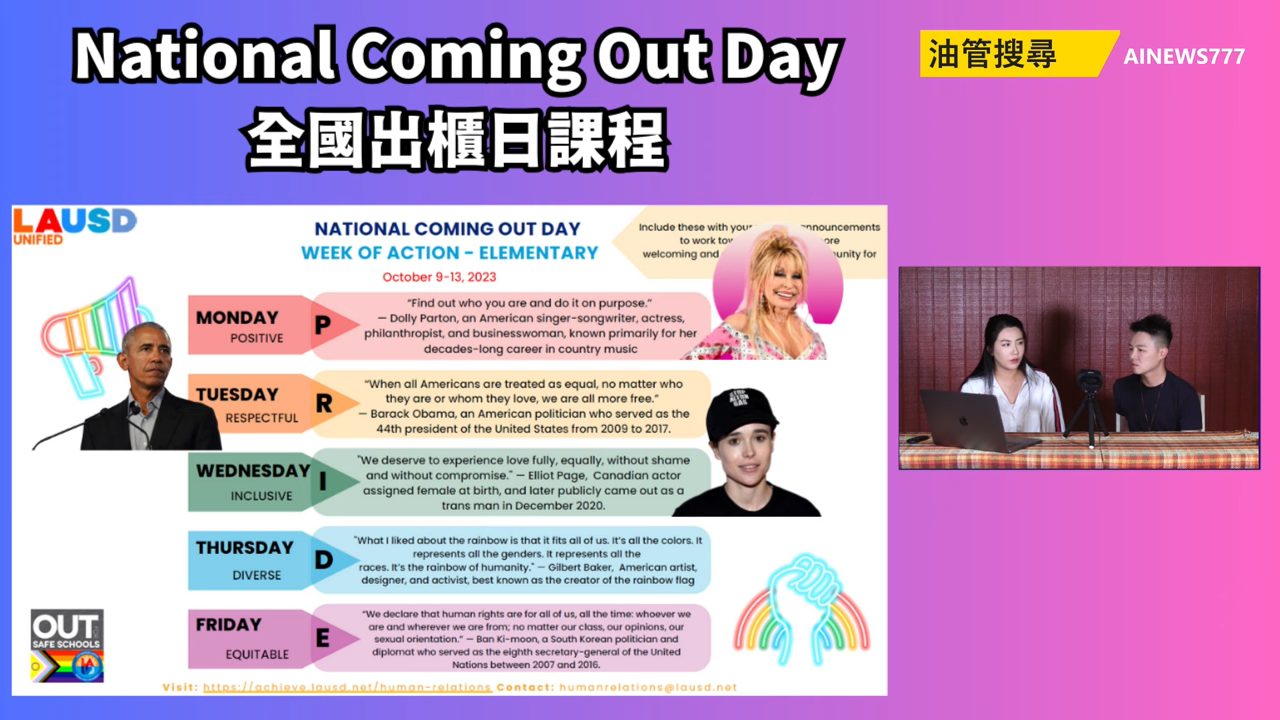 National Coming Out Day
全國出櫃日課程
油管搜尋
AINEWS777
LAUSD
UNIFIED
NATIONAL COMING OUT DAY
WEEK OF ACTION - ELEMENTARY
October 9-13, 2023
Include these with your nnouncements
to work ore
welcoming and unity for
MONDAY
POSITIVE
P
“Find out who you are and do it on purpose.”
— Dolly Parton, an American singer-songwriter, actress,
philanthropist, and businesswoman, known primarily for her
decades-long career in country music
TUESDAY
RESPECTFUL
R
“When all Americans are treated as equal, no matter who
they are or whom they love, we are all more free.”
— Barack Obama, an American politician who served as the
44th president of the United States from 2009 to 2017.
WEDNESDAY
INCLUSIVE
I
"We deserve to experience love fully, equally, without shame
and without compromise." — Elliot Page, Canadian actor
assigned female at birth, and later publicly came out as a
trans man in December 2020.
THURSDAY
DIVERSE
D
"What I liked about the rainbow is that it fits all of us. It’s all the colors. It
represents all the genders. It represents all the
races. It’s the rainbow of humanity." — Gilbert Baker, American artist,
designer, and activist, best known as the creator of the rainbow flag
FRIDAY
EQUITABLE
E
“We declare that human rights are for all of us, all the time: whoever we
are and wherever we are from; no matter our class, our opinions, our
sexual orientation.” — Ban Ki-moon, a South Korean politician and
diplomat who served as the eighth secretary-general of the United
Nations between 2007 and 2016.
OUT
SAFE SCHOOLS
Visit: https://achieve.lausd.net/human-relations Contact: humanrelations@lausd.net